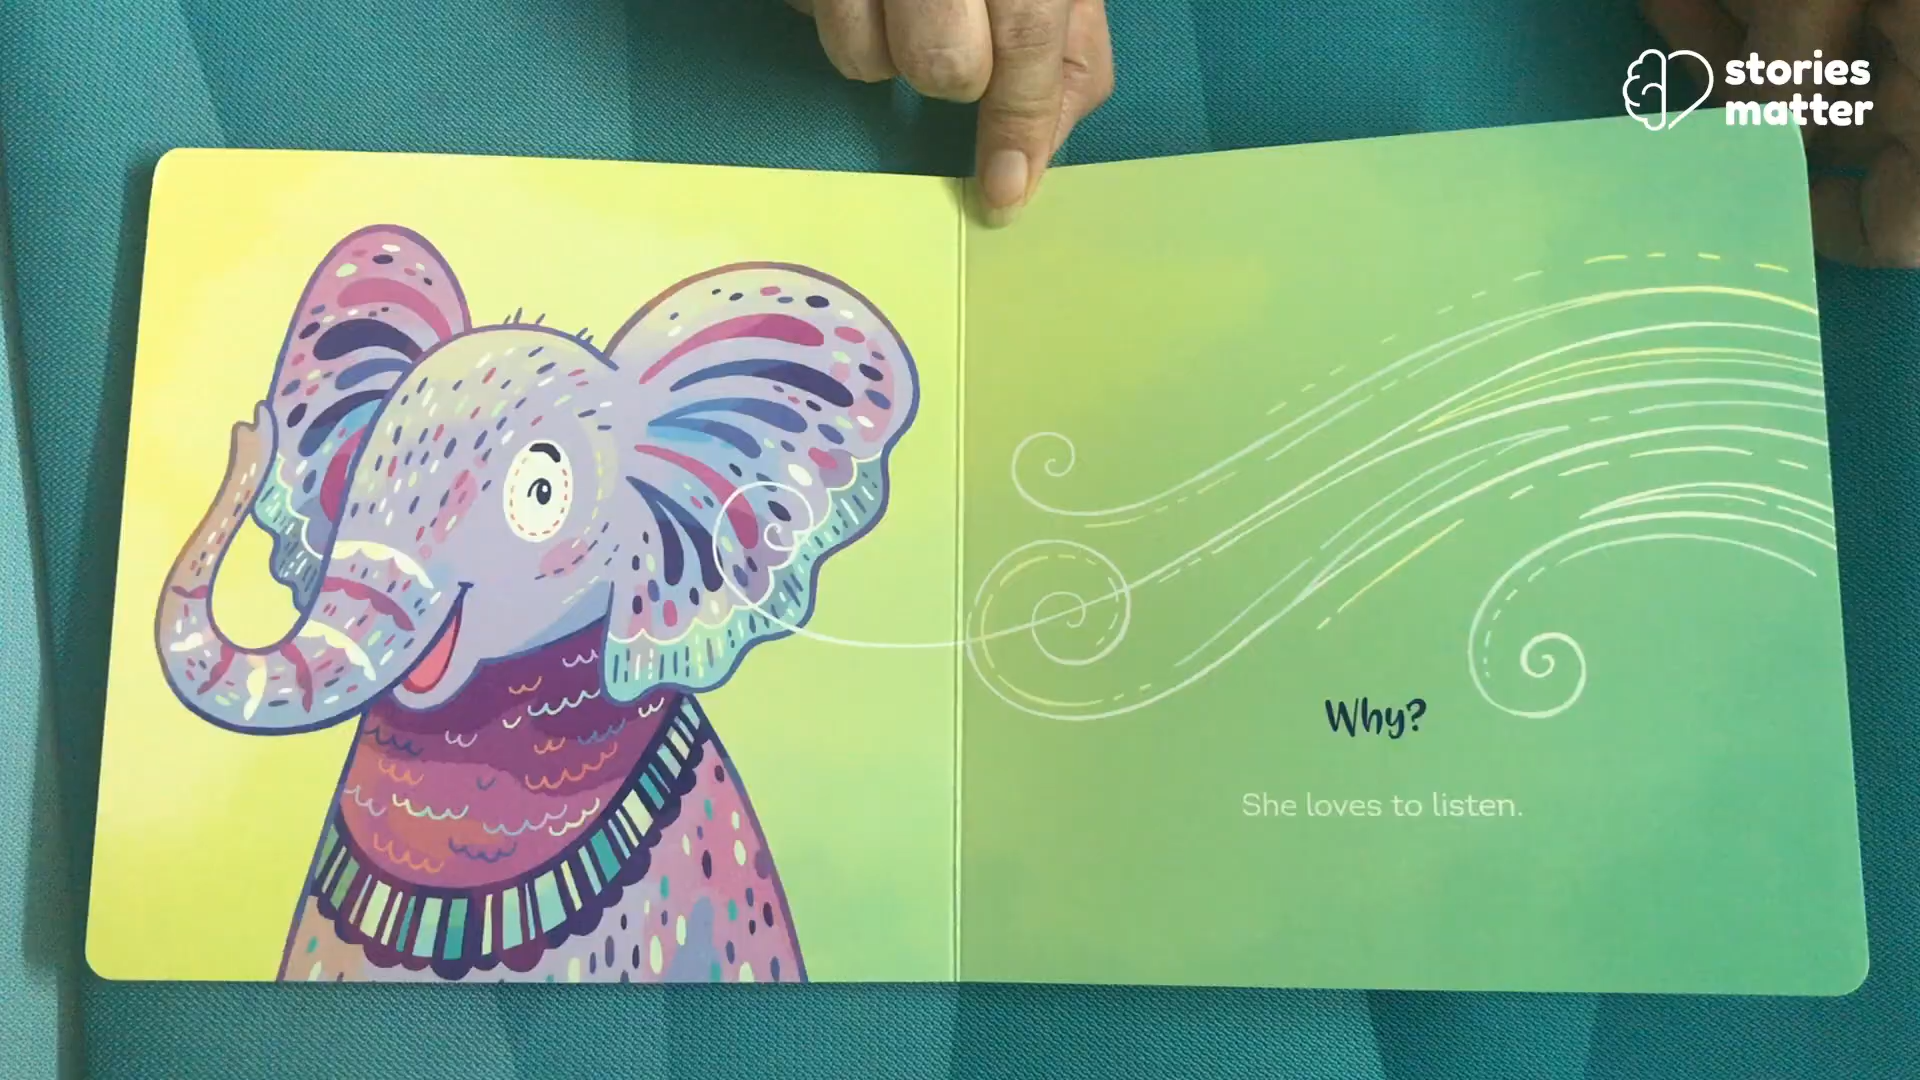 stories
matter
Why?
She loves to listen.